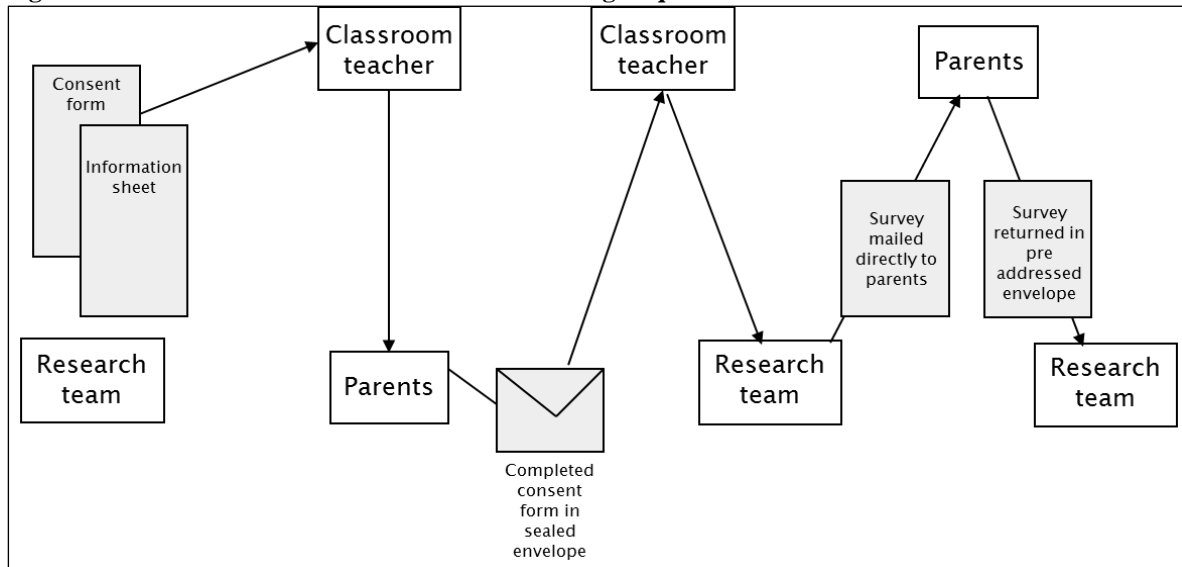 Classroom
teacher
Classroom
teacher
Parents
Consent
form
Information
sheet
Survey
mailed
directly to
parents
Survey
returned in
pre
addressed
envelope
Research
team
Parents
Research
team
Research
team
Completed
consent
form in
sealed
envelope